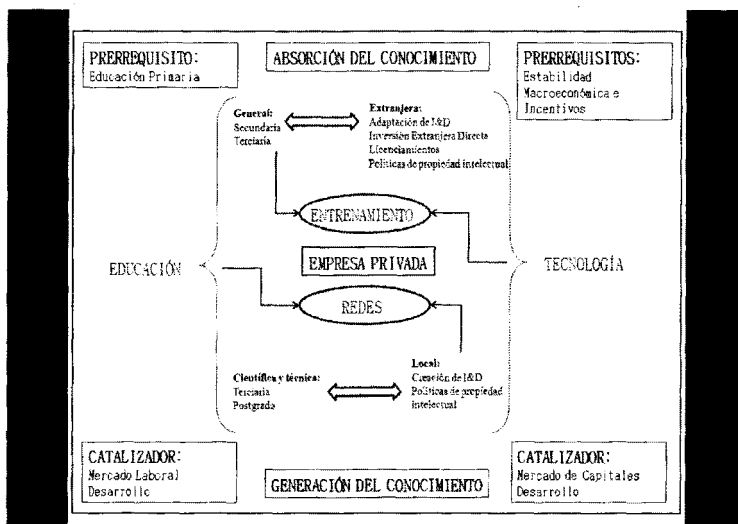 PRERREQUISITO:
Educación Primaria
ABSORCIÓN DEL CONOCIMIENTO
PRERREQUISITOS:
Estabilidad
Macroeconómica e
Incentivos
General:
Secundaria
Terciaria
Extranjera:
Adaptación de I&D
Inversión Extranjera Directa
Licenciamientos
Políticas de propiedad intelectual
ENTRENAMIENTO
EMPRESA PRIVADA
EDUCACIÓN
TECNOLOGÍA
REDES
Científica y técnica:
Terciaria
Postgrado
Local:
Creación de I&D
Políticas de propiedad
intelectual
CATALIZADOR:
Mercado Laboral
Desarrollo
GENERACIÓN DEL CONOCIMIENTO
CATALIZADOR:
Mercado de Capitales
Desarrollo